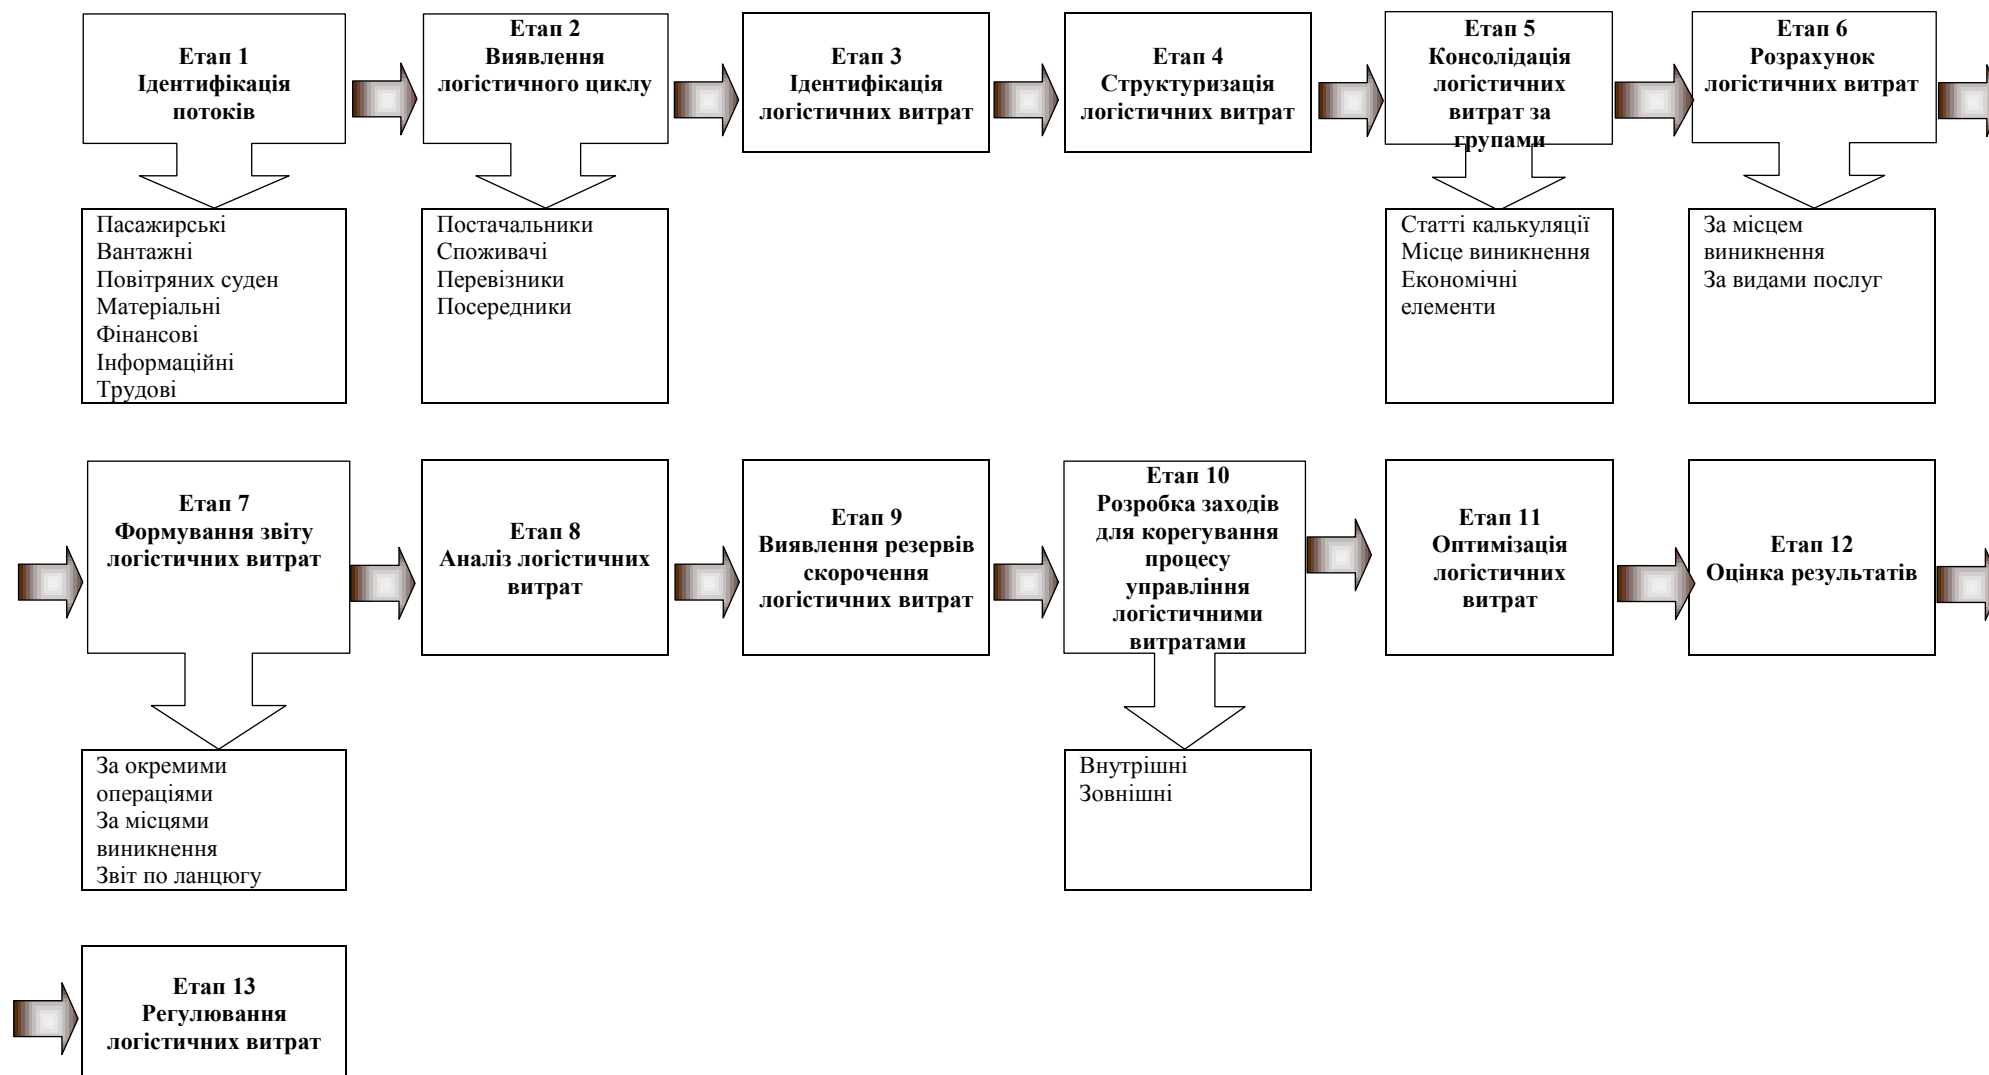 Етап 1
Ідентифікація
потоків
Етап 2
Виявлення
логістичного циклу
Етап 3
Ідентифікація
логістичних витрат
Етап 4
Структуризація
логістичних витрат
Етап 5
Консолідація
логістичних
витрат за
групами
Етап 6
Розрахунок
логістичних витрат
Пасажирські
Вантажні
Повітряних суден
Матеріальні
Фінансові
Інформаційні
Трудові
Постачальники
Споживачі
Перевізники
Посередники
Статті калькуляції
Місце виникнення
Економічні
елементи
За місцем
виникнення
За видами послуг
Етап 7
Формування звіту
логістичних витрат
Етап 8
Аналіз логістичних
витрат
Етап 9
Виявлення резервів
скорочення
логістичних витрат
Етап 10
Розробка заходів
для корегування
процесу
управління
логістичними
витратами
Етап 11
Оптимізація
логістичних
витрат
Етап 12
Оцінка результатів
За окремими
операціями
За місцями
виникнення
Звіт по ланцюгу
Внутрішні
Зовнішні
Етап 13
Регулювання
логістичних витрат